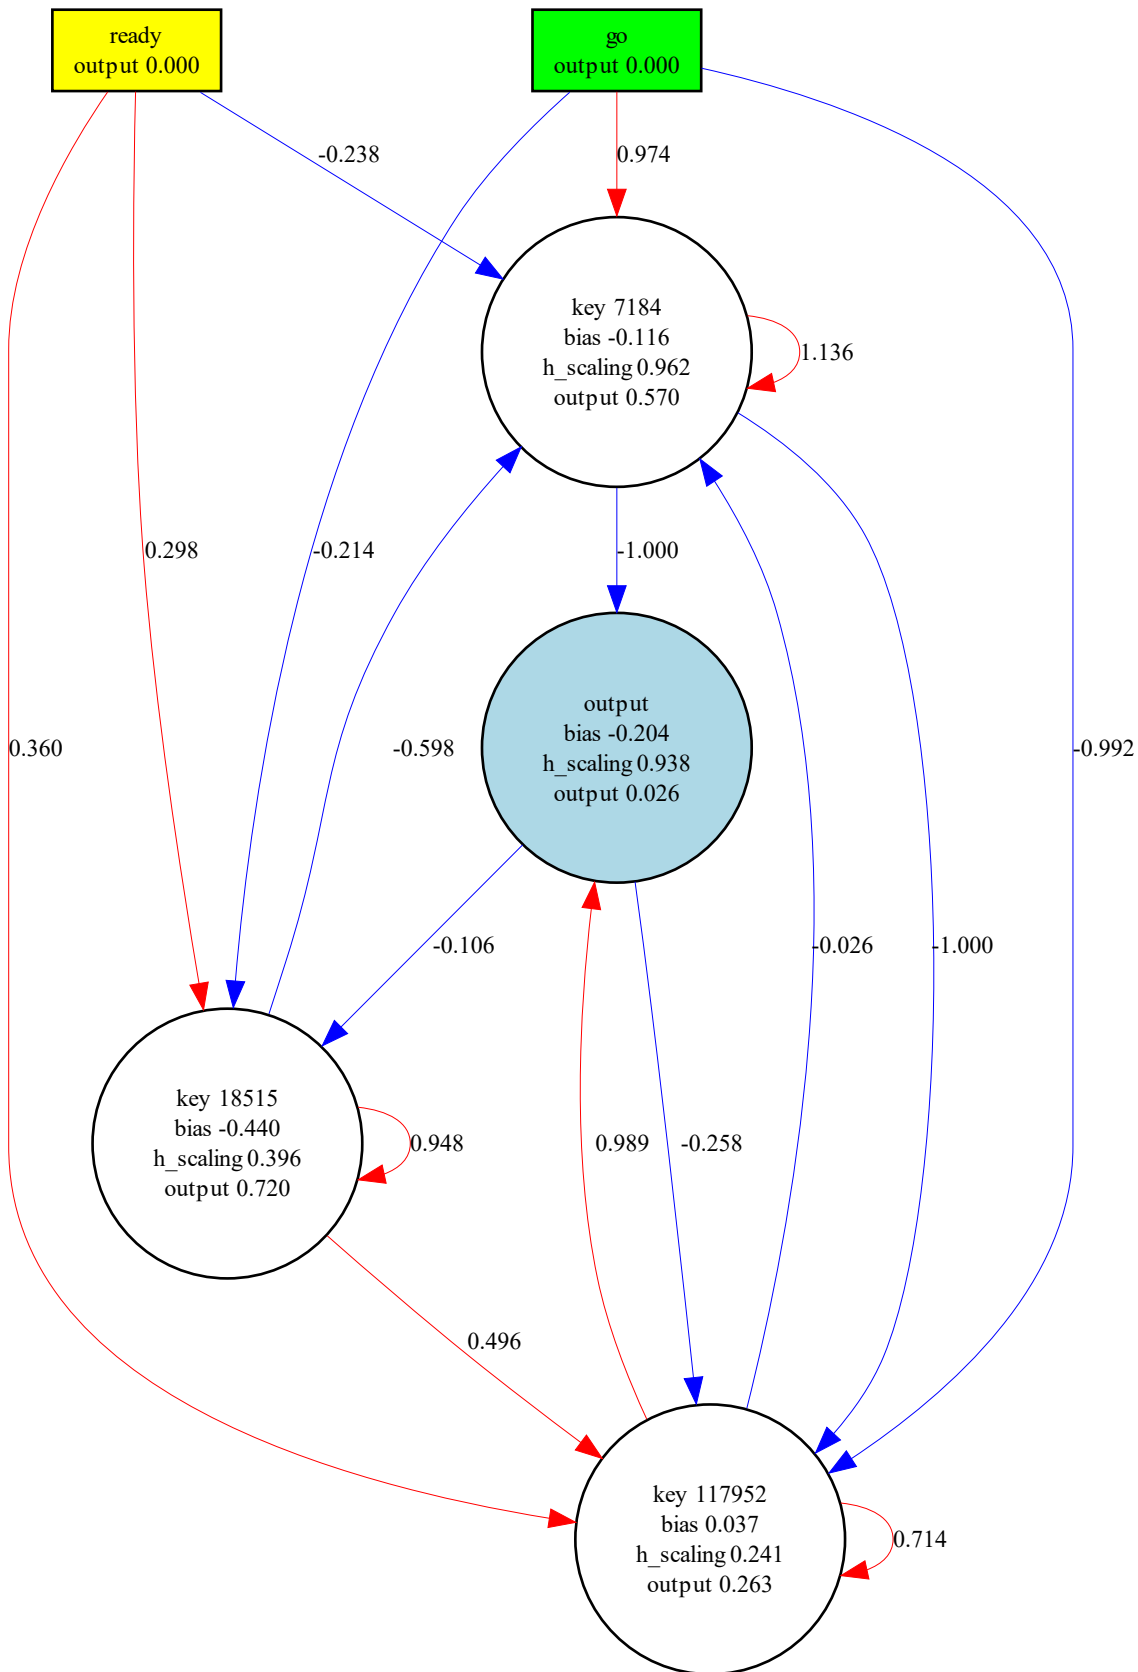 ready
output 0.000
go
output 0.000
-0.238
0.974
key 7184
bias -0.116
h_scaling 0.962
output 0.570
1.136
0.298
-0.214
-1.000
output
bias -0.204
h_scaling 0.938
output 0.026
0.360
-0.598
-0.992
-0.106
-0.026
-1.000
key 18515
bias -0.440
h_scaling 0.396
output 0.720
0.948
0.989
-0.258
0.496
key 117952
bias 0.037
h_scaling 0.241
output 0.263
0.714